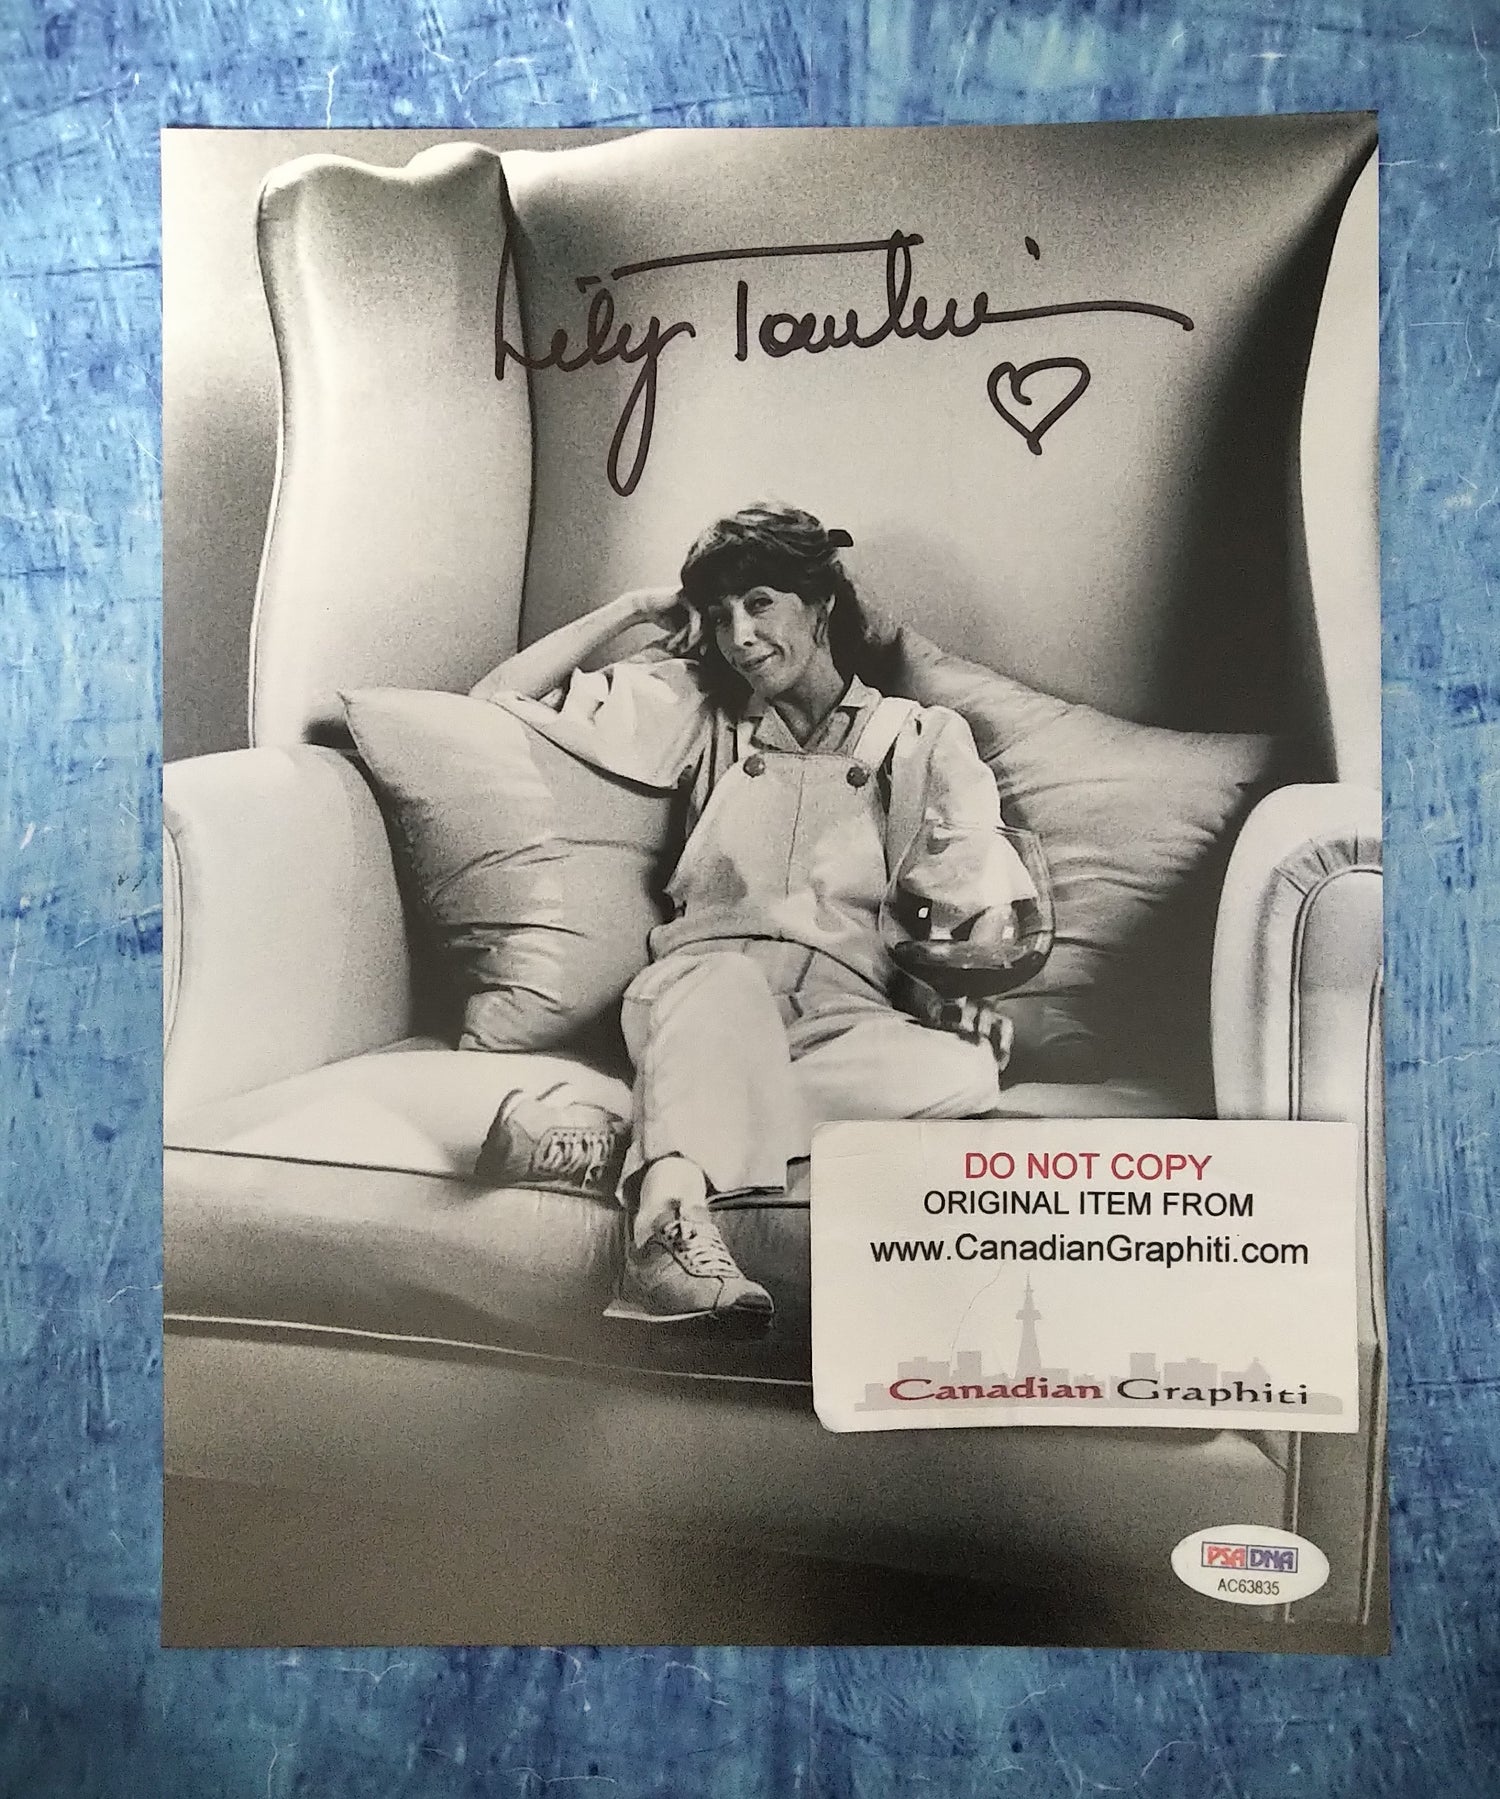 Lily Tomlin
DO NOT COPY
ORIGINAL ITEM FROM
www.CanadianGraphiti.com
Canadian Graphiti
PSA DNA
AC63835